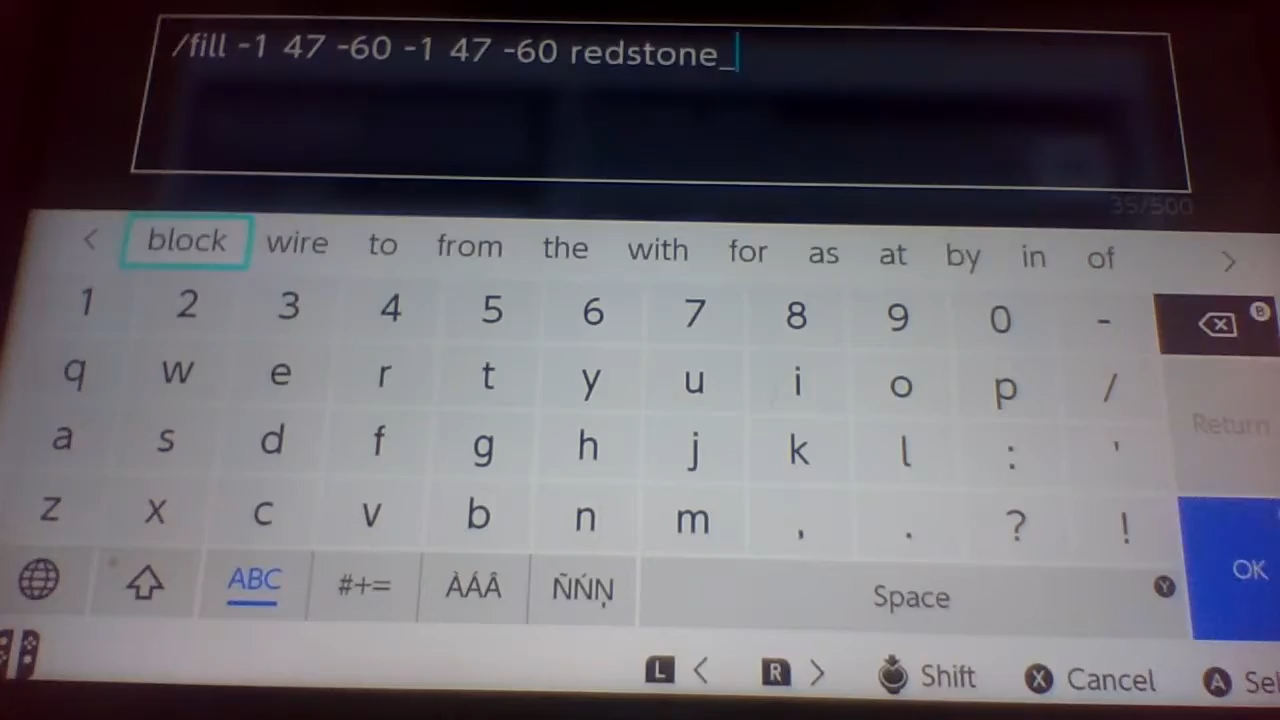 /fill -1 47 -60 -1 47 -60 redstone_
35/500
< block wire to from the with for as at by in of >
1 2 3 4 5 6 7 8 9 0 - B
q w e r t y u i o p /
Return
a s d f g h j k l : '
z x c v b n m , . ? !
OK
ABC #+= ÀÁÂ ÑŃŅ Space Y
L < R > Shift X Cancel A Sel